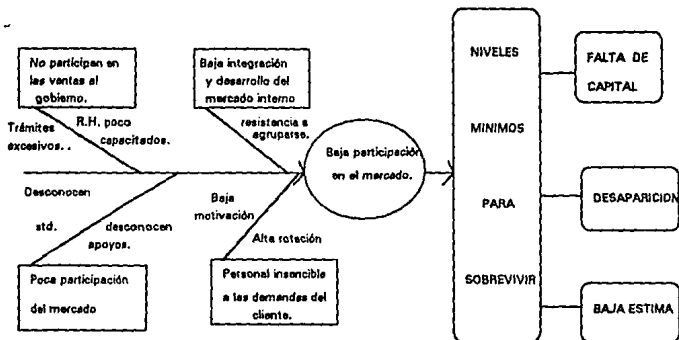 No participan en
las ventas al
gobierno.
Trámites
excesivos. .
R.H. poco
capacitados.
Baja integración
y desarrollo del
mercado interno
resistencia a
agruparse.
Desconocen
std.
desconocen
apoyos.
Poca participación
del mercado
Baja
motivación
Alta rotación
Personal insencible
a las demandas del
cliente.
Baja participación
en el mercado.
NIVELES
MINIMOS
PARA
SOBREVIVIR
FALTA DE
CAPITAL
DESAPARICION
BAJA ESTIMA